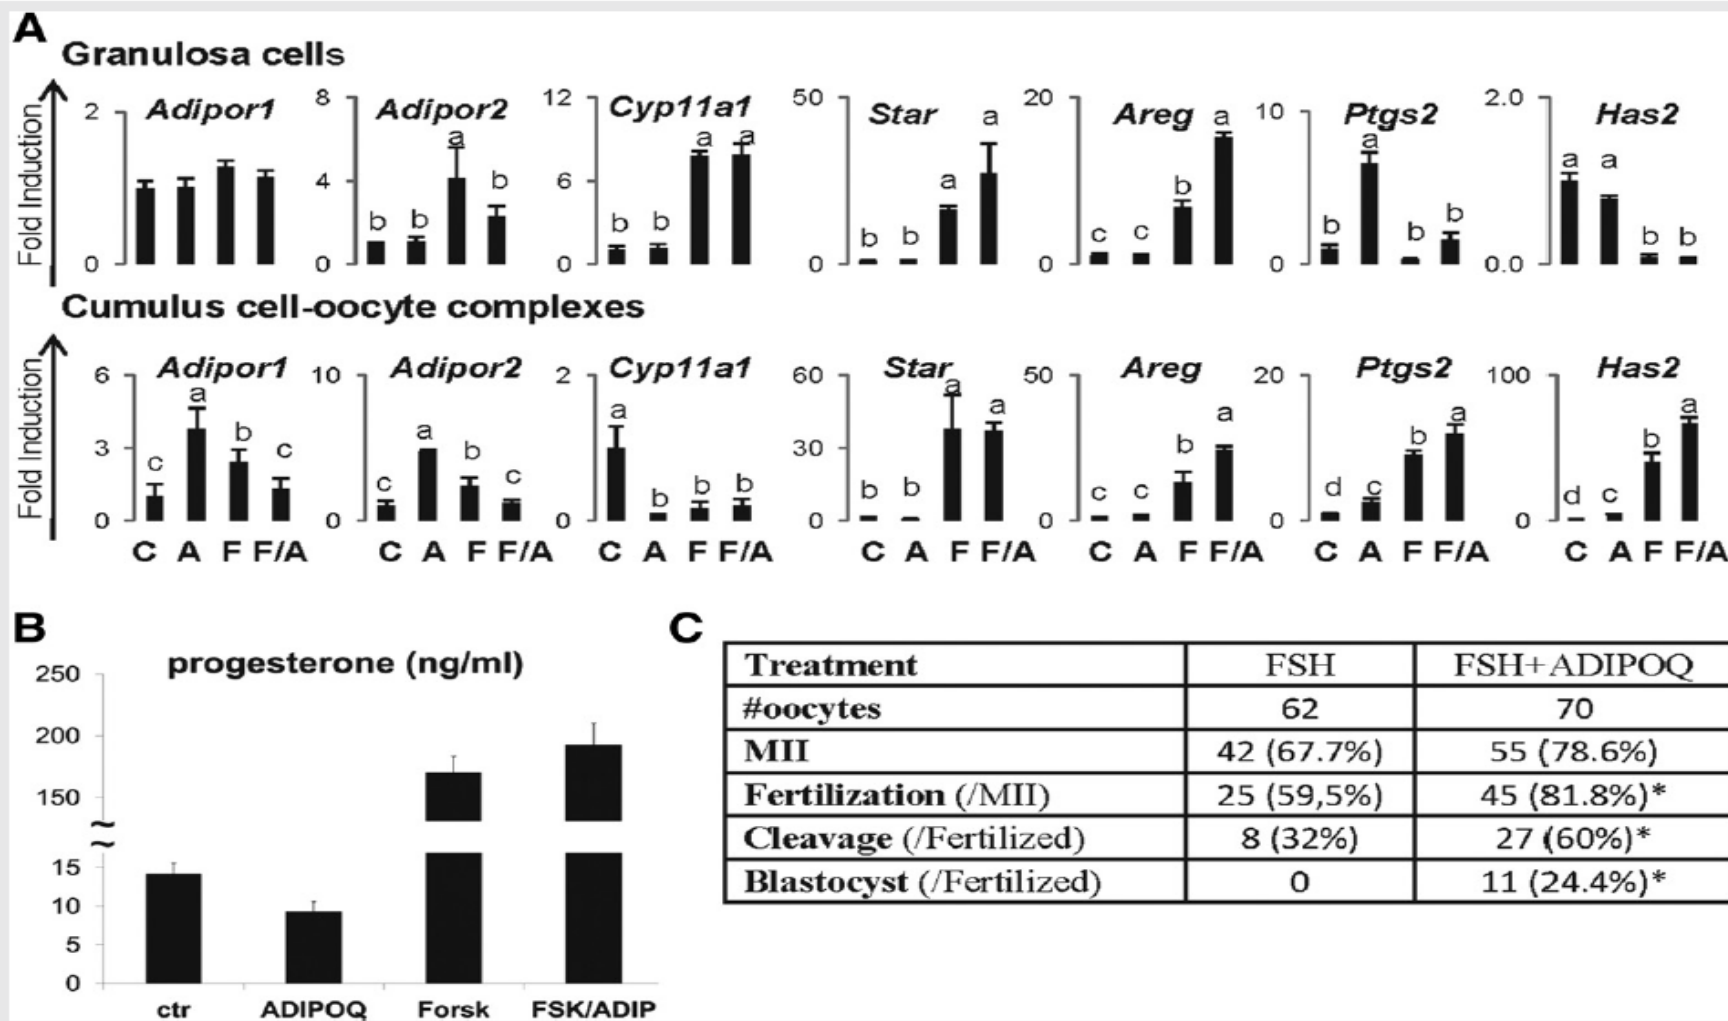 A
Granulosa cells
Fold Induction
Adipor1 Adipor2 Cyp11a1 Star Areg Ptgs2 Has2
2 8 12 50 20 10 2.0
4 6 1.0
0 0 0 0 0 0 0.0
b b a b
b b a a
b b a a
c c b a
b a b b
a a b b
Cumulus cell-oocyte complexes
Fold Induction
Adipor1 Adipor2 Cyp11a1 Star Areg Ptgs2 Has2
6 10 2 60 50 20 100
3 30
0 0 0 0 0 0 0
c a b c
c a b c
a b b b
b b a a
c c b a
d c b a
d c b a
C A F F/A C A F F/A C A F F/A C A F F/A C A F F/A C A F F/A C A F F/A
B
progesterone (ng/ml)
250
200
150
~
~
15
10
5
0
ctr ADIPOQ Forsk FSK/ADIP
C
Treatment FSH FSH+ADIPOQ
#oocytes 62 70
MII 42 (67.7%) 55 (78.6%)
Fertilization (/MII) 25 (59,5%) 45 (81.8%)*
Cleavage (/Fertilized) 8 (32%) 27 (60%)*
Blastocyst (/Fertilized) 0 11 (24.4%)*